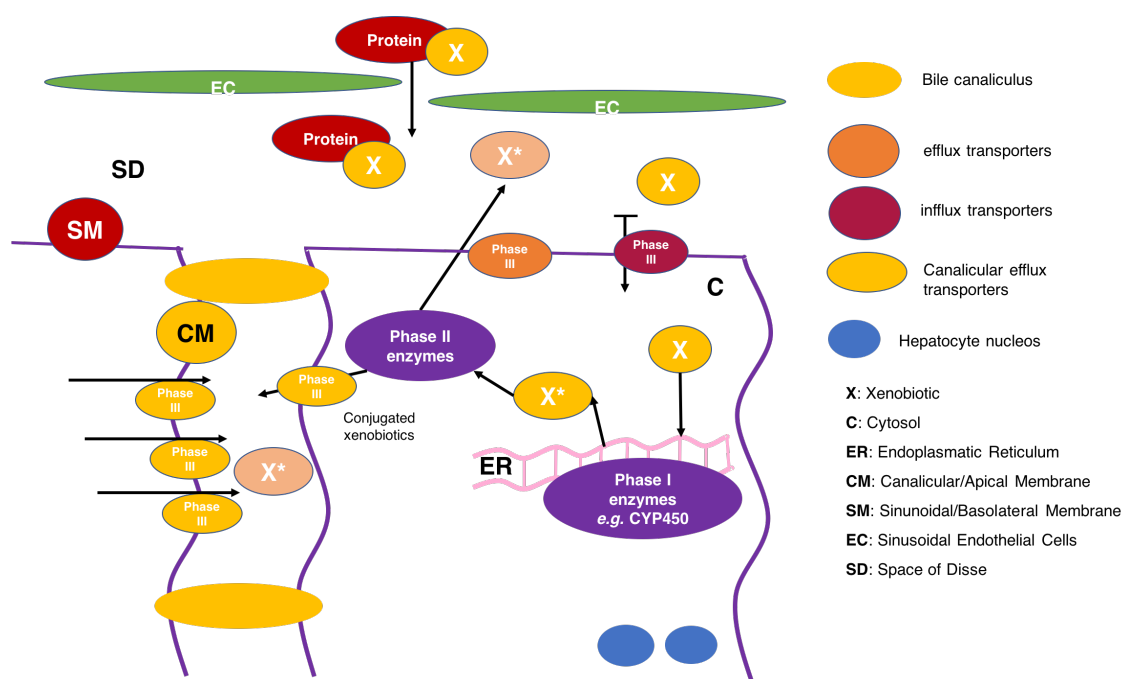 Protein
X
EC
EC
Protein
X
X*
X
SD
SM
Phase
III
Phase
III
C
CM
Phase II
enzymes
X
Phase
III
Phase
III
X*
Conjugated
xenobiotics
Phase
III
X*
ER
Phase
III
Phase I
enzymes
e.g. CYP450
Bile canaliculus
efflux transporters
infflux transporters
Canalicular efflux
transporters
Hepatocyte nucleos
X: Xenobiotic
C: Cytosol
ER: Endoplasmatic Reticulum
CM: Canalicular/Apical Membrane
SM: Sinunoidal/Basolateral Membrane
EC: Sinusoidal Endothelial Cells
SD: Space of Disse